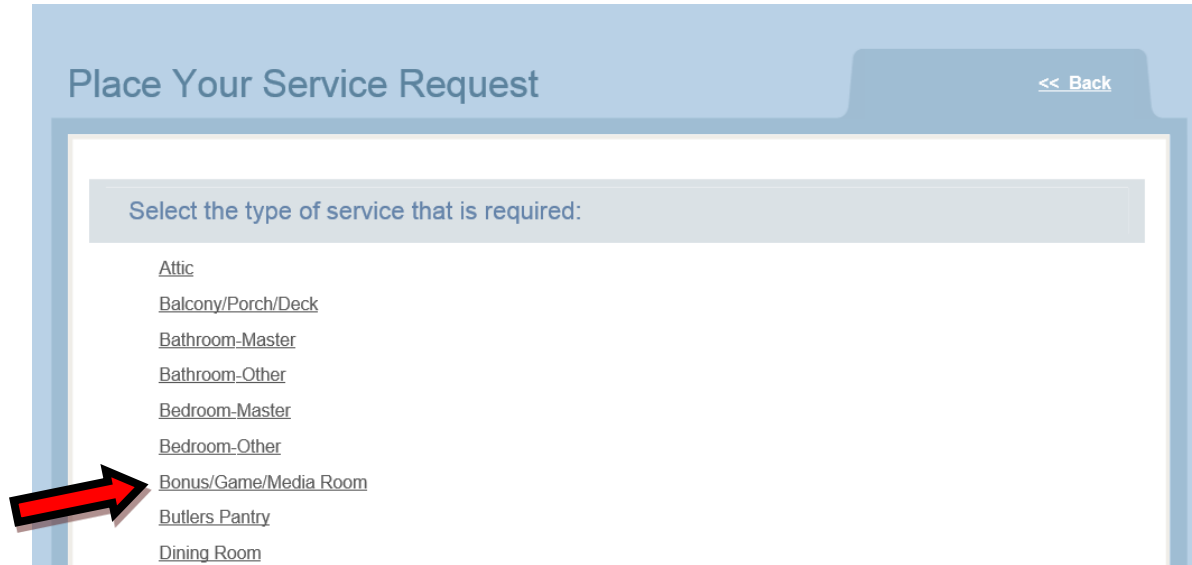 Place Your Service Request
<< Back
Select the type of service that is required:
Attic
Balcony/Porch/Deck
Bathroom-Master
Bathroom-Other
Bedroom-Master
Bedroom-Other
Bonus/Game/Media Room
Butlers Pantry
Dining Room